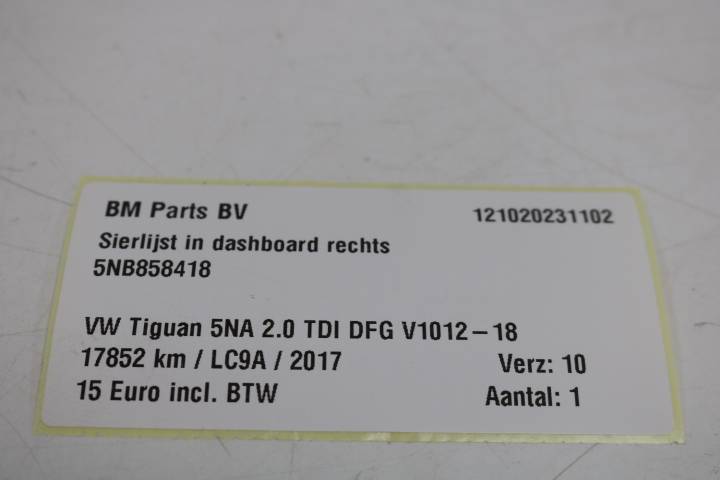 BM Parts BV 121020231102
Sierlijst in dashboard rechts
5NB858418
VW Tiguan 5NA 2.0 TDI DFG V1012-18
17852 km / LC9A / 2017 Verz: 10
15 Euro incl. BTW Aantal: 1